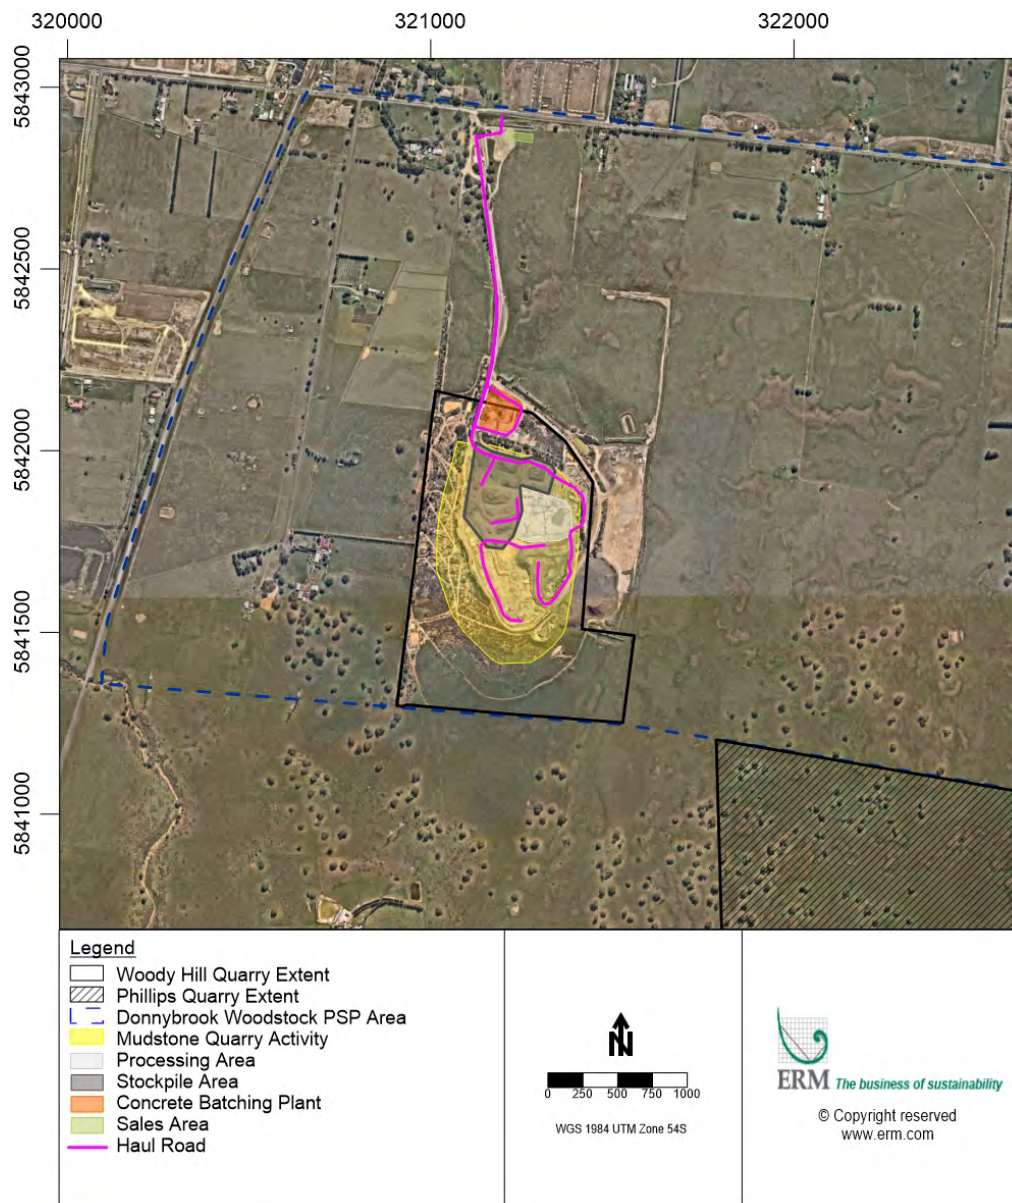 320000 321000 322000
5843000
5842500
5842000
5841500
5841000
Legend
Woody Hill Quarry Extent
Phillips Quarry Extent
Donnybrook Woodstock PSP Area
Mudstone Quarry Activity
Processing Area
Stockpile Area
Concrete Batching Plant
Sales Area
Haul Road
N
0 250 500 750 1000
WGS 1984 UTM Zone 54S
ERM The business of sustainability
© Copyright reserved
www.erm.com